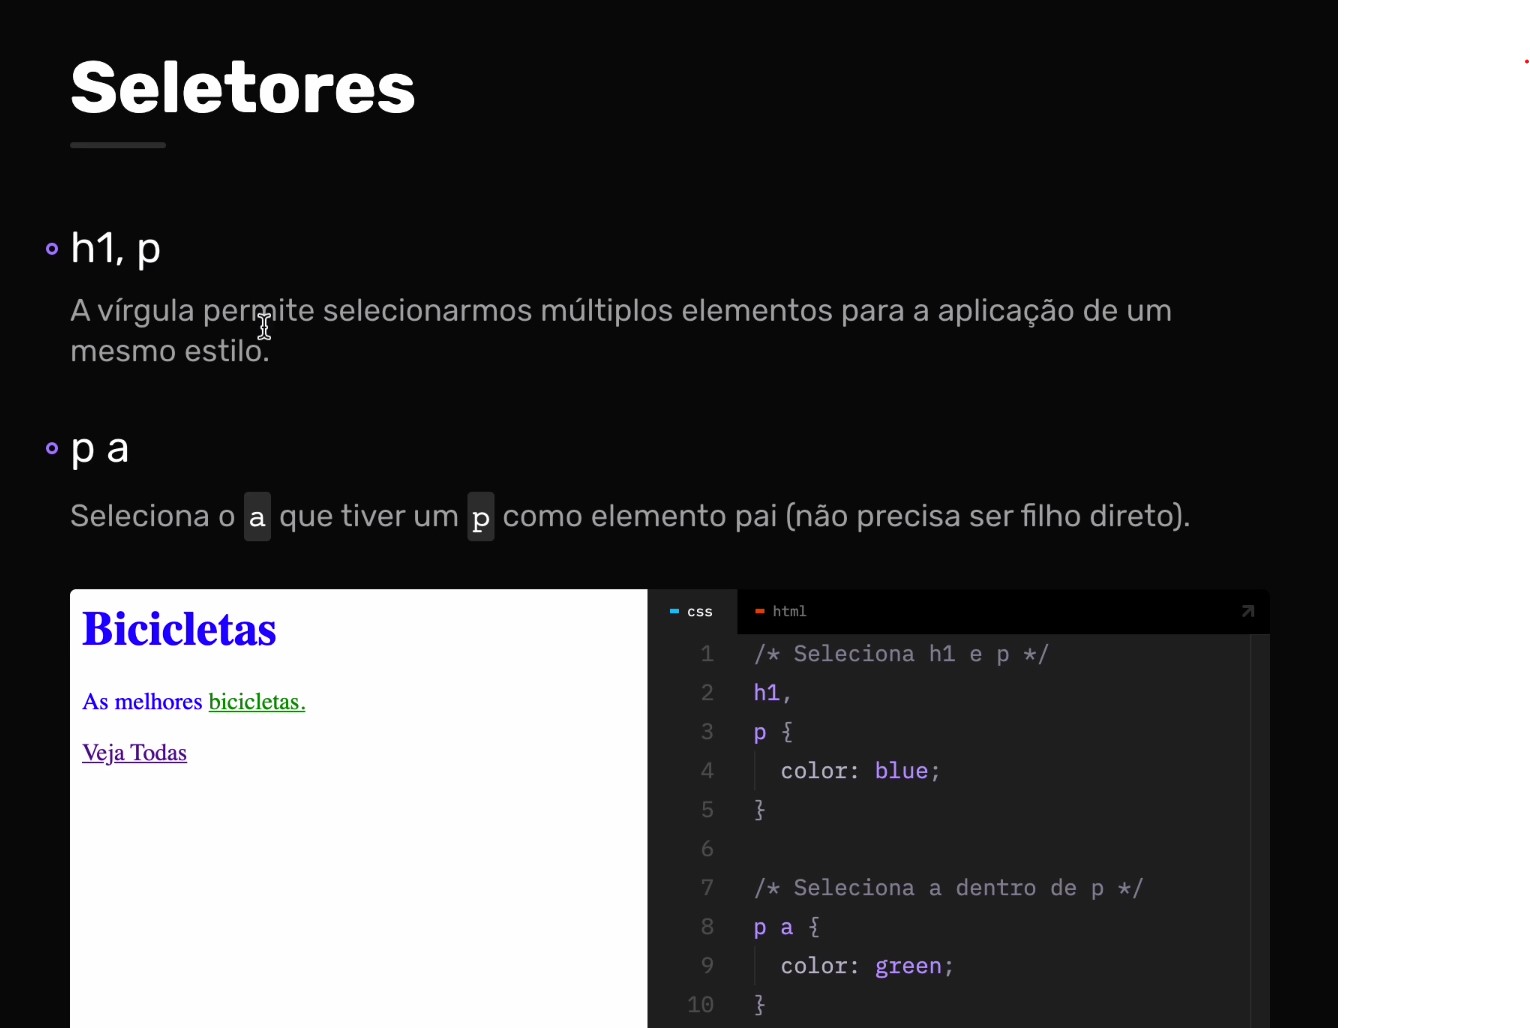 Seletores
h1, p
A vírgula permite selecionarmos múltiplos elementos para a aplicação de um
mesmo estilo.
p a
Seleciona o a que tiver um p como elemento pai (não precisa ser filho direto).
Bicicletas
As melhores bicicletas.
Veja Todas
css html
1 /* Seleciona h1 e p */
2 h1,
3 p {
4 color: blue;
5 }
6
7 /* Seleciona a dentro de p */
8 p a {
9 color: green;
10 }